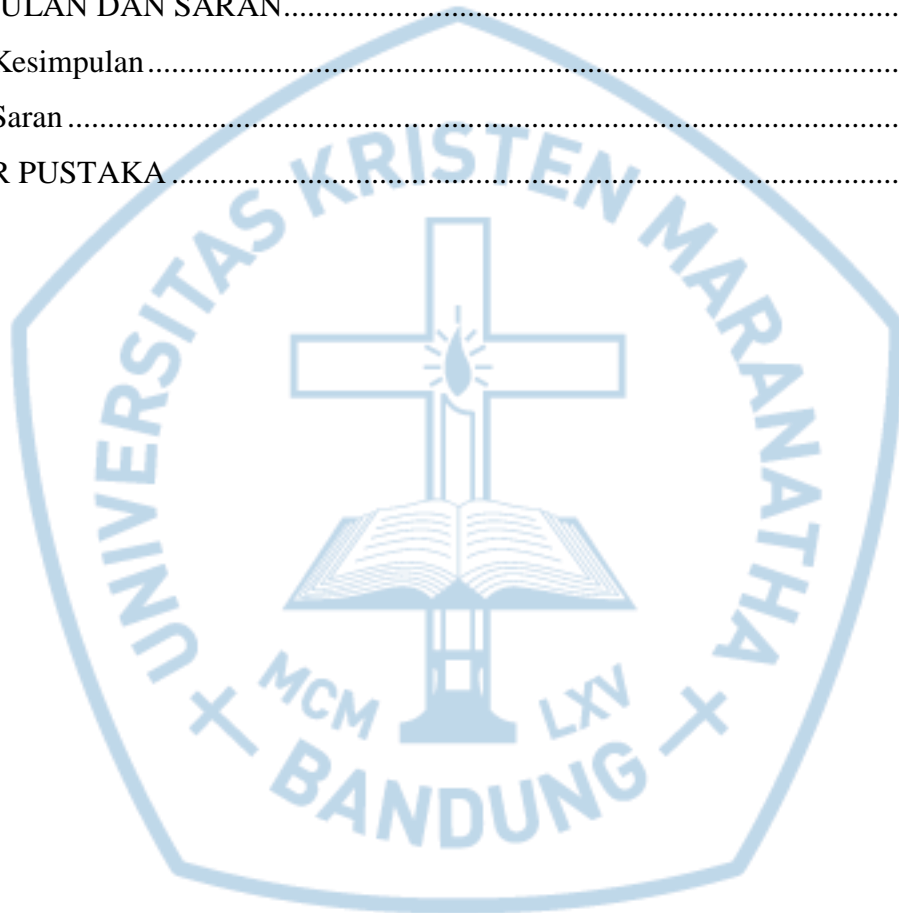 ULAN DAN SARAN
Kesimpulan
Saran
R PUSTAKA
UNIVERSITAS KRISTEN MARANATHA
MCM LXV
BANDUNG